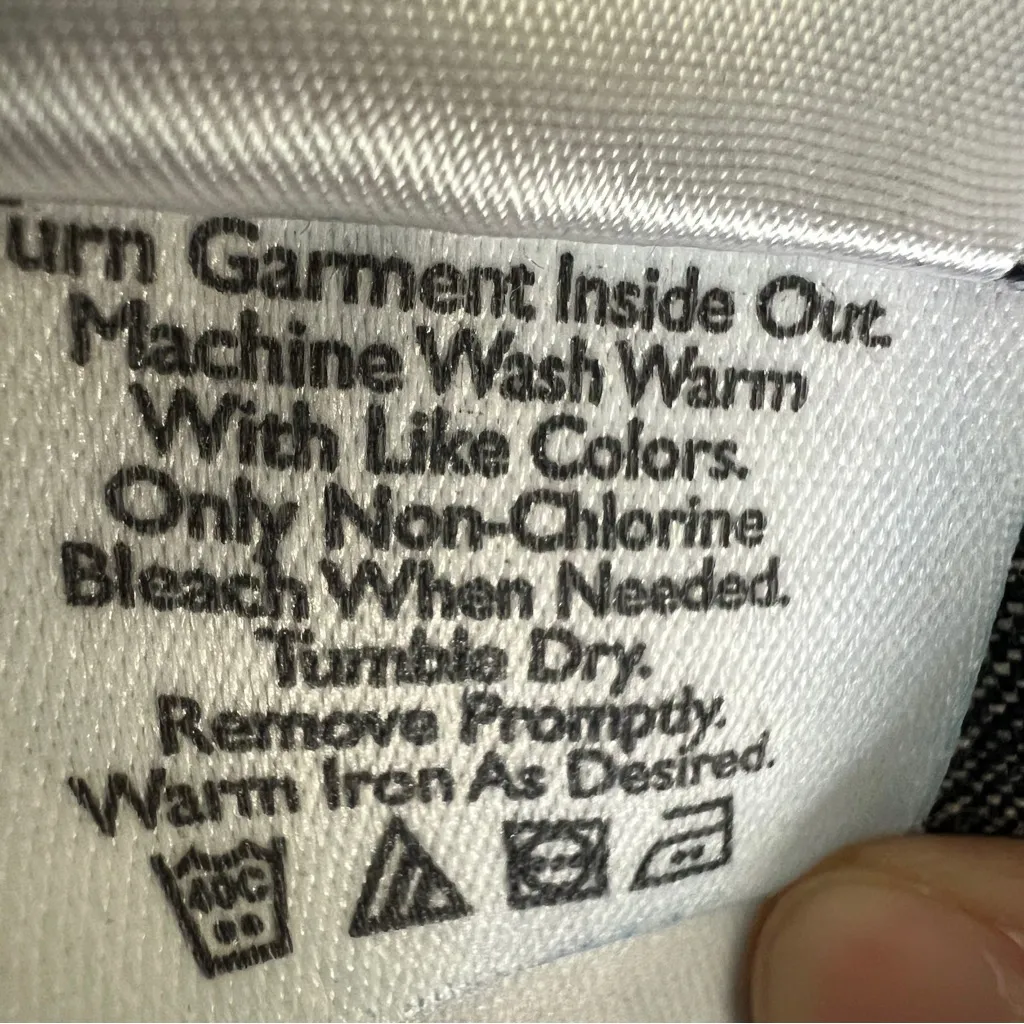 Turn Garment Inside Out.
Machine Wash Warm
With Like Colors.
Only Non-Chlorine
Bleach When Needed.
Tumble Dry.
Remove Promptly.
Warm Iron As Desired.
40C